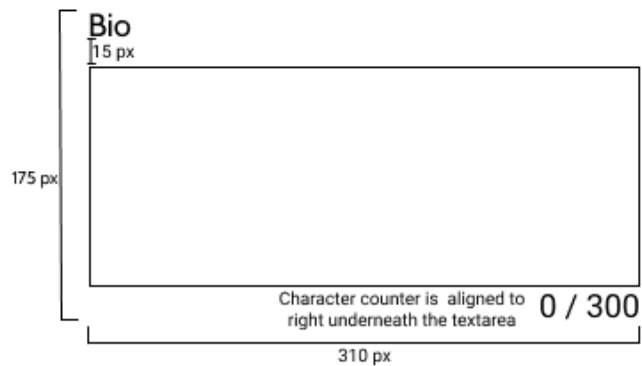 Bio
15 px
175 px
Character counter is aligned to
right underneath the textarea
0 / 300
310 px